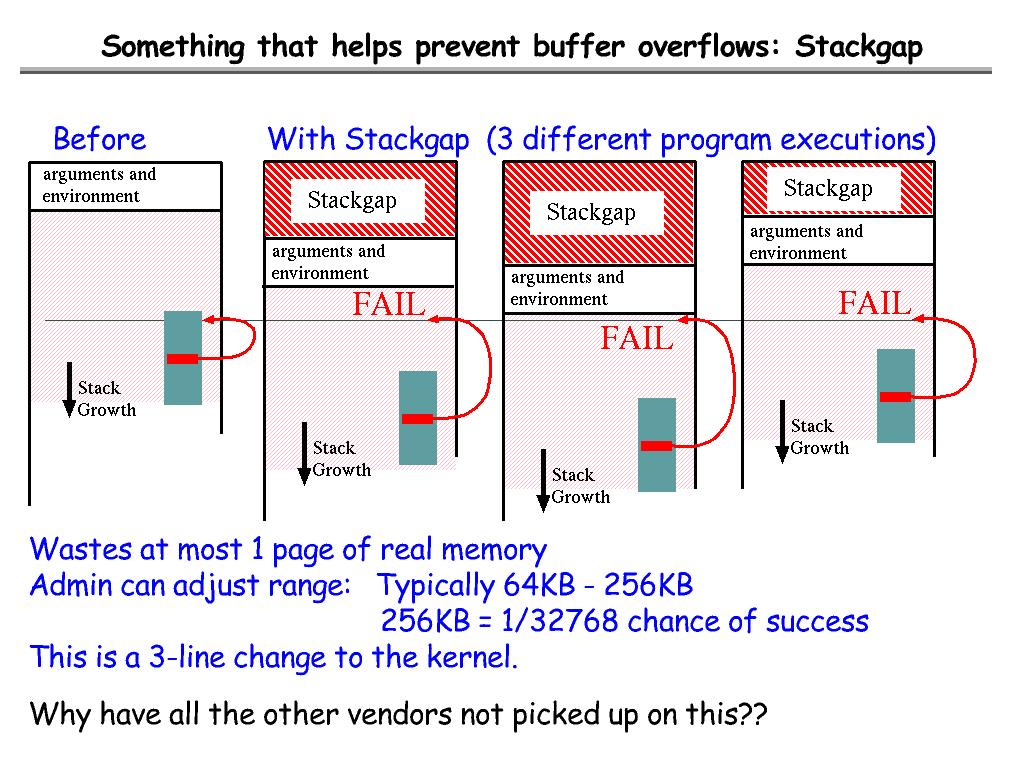 Something that helps prevent buffer overflows: Stackgap
Before
With Stackgap (3 different program executions)
arguments and
environment
Stack
Growth
Stackgap
arguments and
environment
FAIL
Stack
Growth
Stackgap
arguments and
environment
FAIL
Stack
Growth
Stackgap
arguments and
environment
FAIL
Stack
Growth
Wastes at most 1 page of real memory
Admin can adjust range: Typically 64KB - 256KB
256KB = 1/32768 chance of success
This is a 3-line change to the kernel.
Why have all the other vendors not picked up on this??